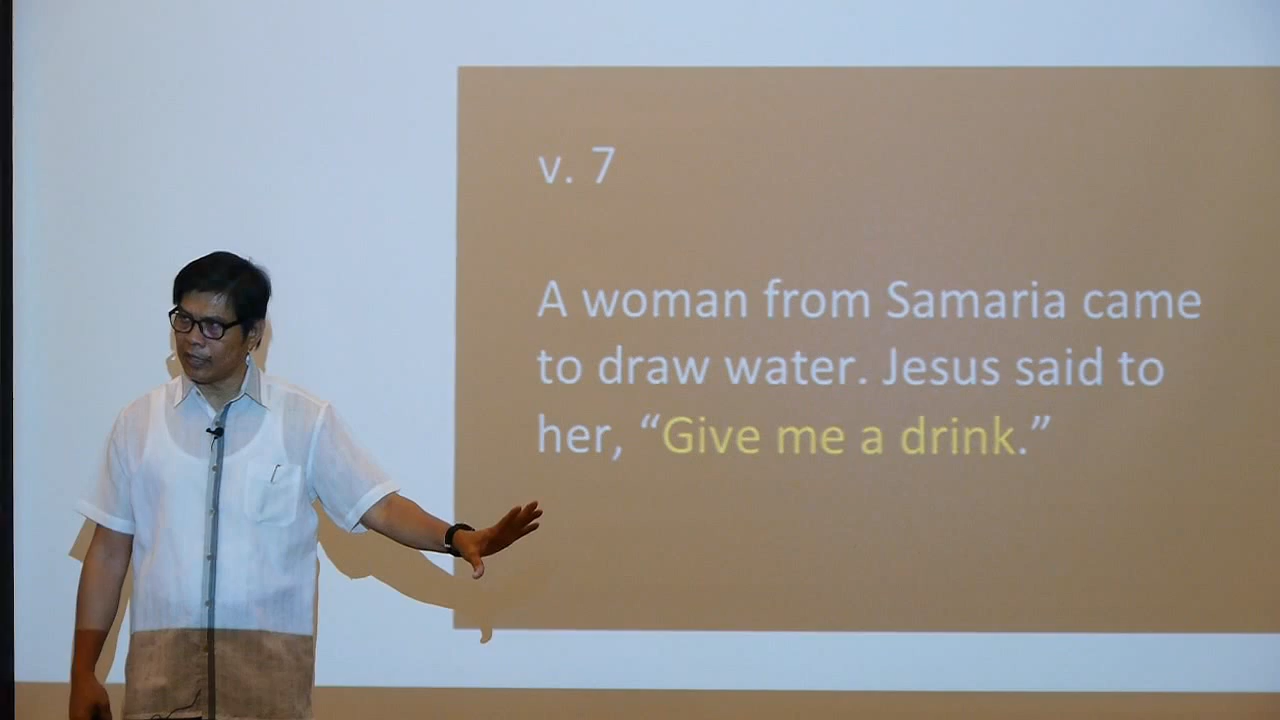 v. 7
A woman from Samaria came
to draw water. Jesus said to
her, “Give me a drink.”